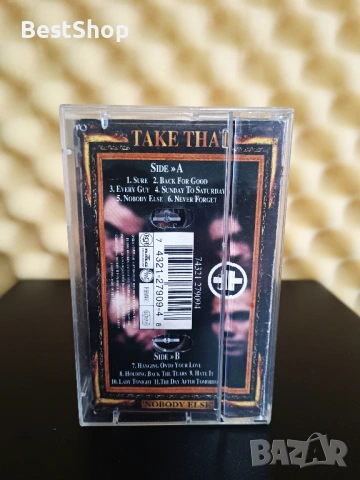 BestShop
TAKE THAT
SIDE »A
1. SURE 2. BACK FOR GOOD
3. EVERY GUY 4. SUNDAY TO SATURDAY
5. NOBODY ELSE 6. NEVER FORGET
7 4321-27909-4 8
74321 279094
SIDE »B
7. HANGING ONTO YOUR LOVE
8. HOLDING BACK THE TEARS 9. HATE IT
10. LADY TONIGHT 11. THE DAY AFTER TOMORROW
NOBODY ELSE
BAZAR